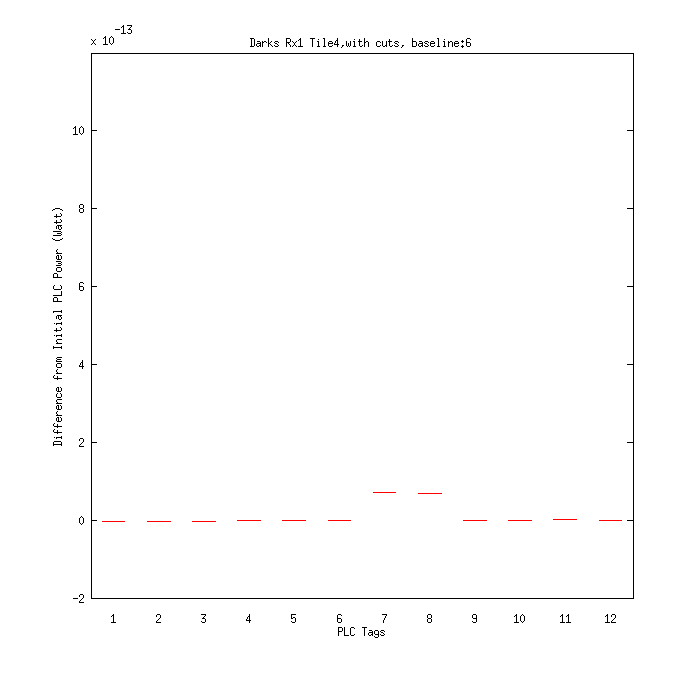 x 10-13
Darks Rx1 Tile4,with cuts, baseline:6
10
8
6
4
2
0
-2
Difference from Initial PLC Power (Watt)
1 2 3 4 5 6 7 8 9 10 11 12
PLC Tags